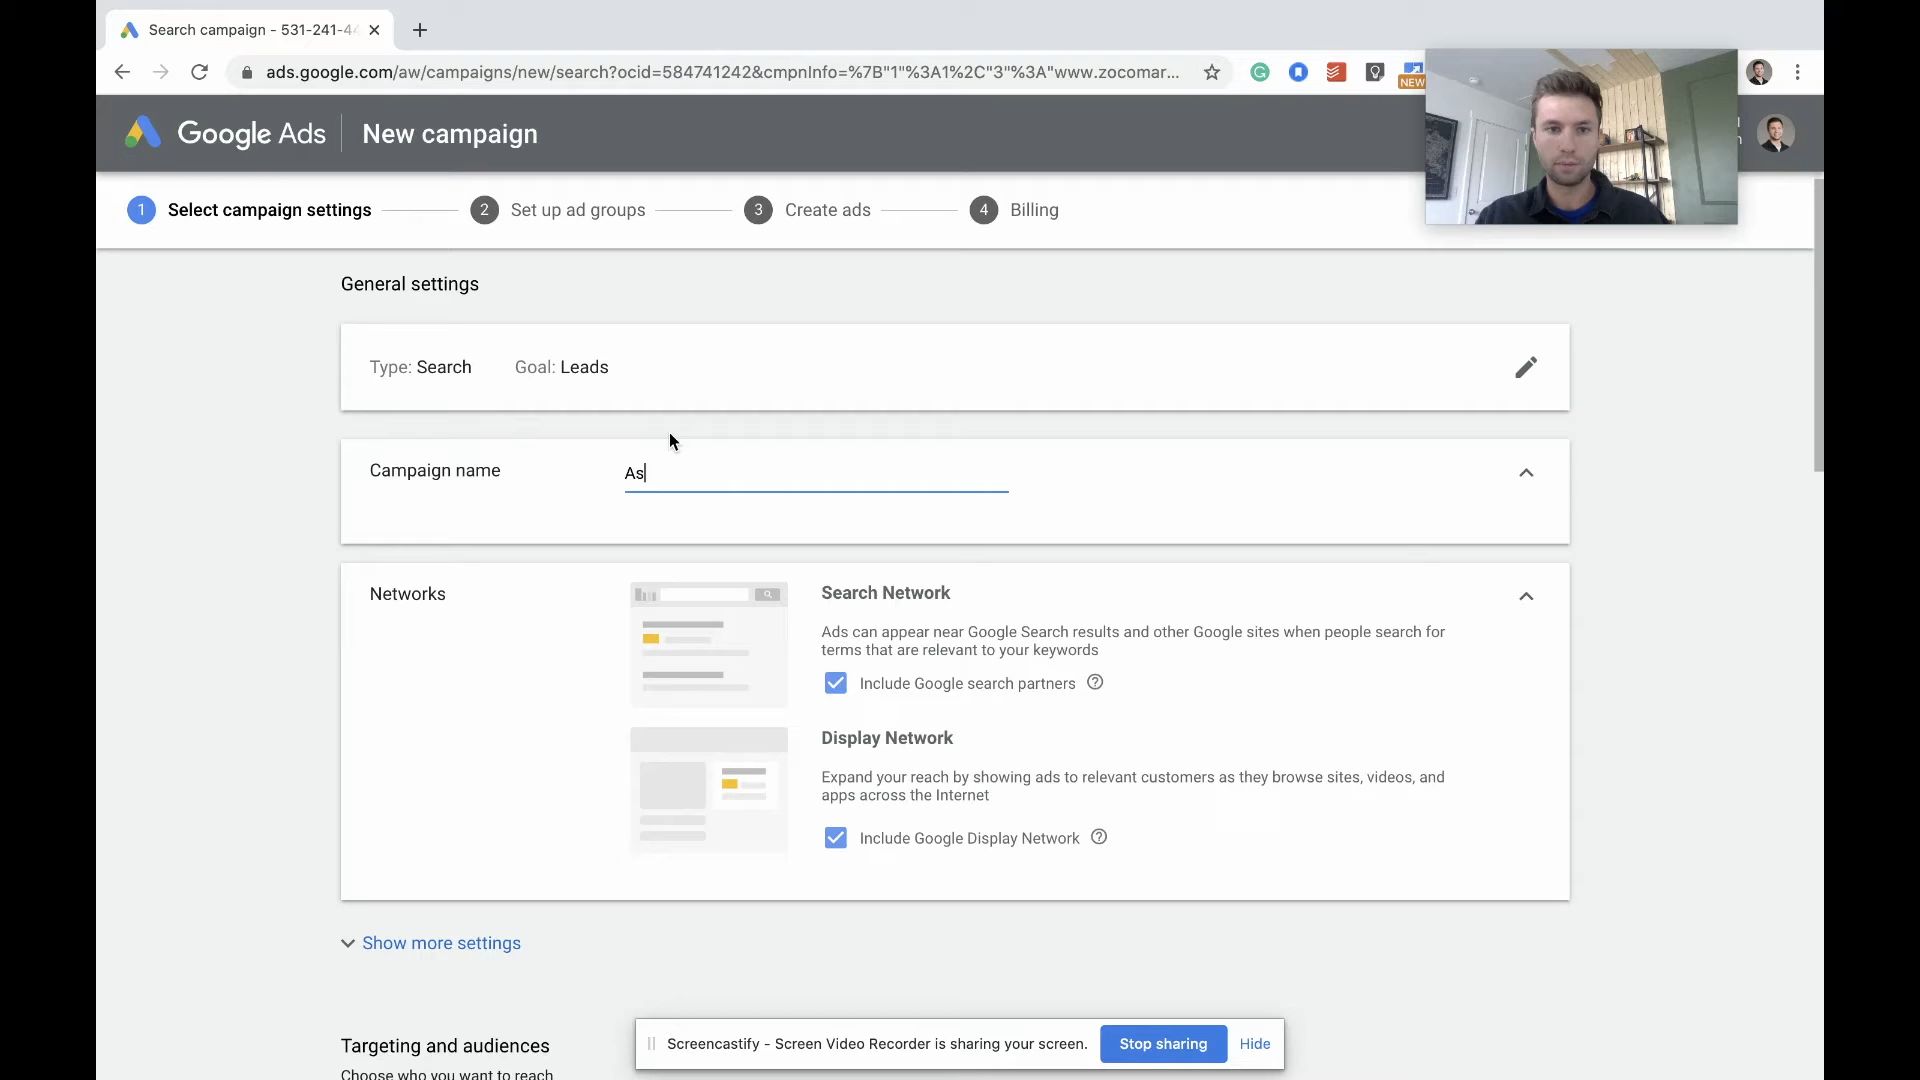 Search campaign - 531-241-44
ads.google.com/aw/campaigns/new/search?ocid=584741242&cmpnInfo=%7B"1"%3A1%2C"3"%3A"www.zocomar...
NEW
Google Ads
New campaign
1 Select campaign settings
2 Set up ad groups
3 Create ads
4 Billing
General settings
Type: Search
Goal: Leads
Campaign name
As
Networks
Search Network
Ads can appear near Google Search results and other Google sites when people search for
terms that are relevant to your keywords
Include Google search partners
Display Network
Expand your reach by showing ads to relevant customers as they browse sites, videos, and
apps across the Internet
Include Google Display Network
Show more settings
Targeting and audiences
Choose who you want to reach
Screencastify - Screen Video Recorder is sharing your screen.
Stop sharing
Hide